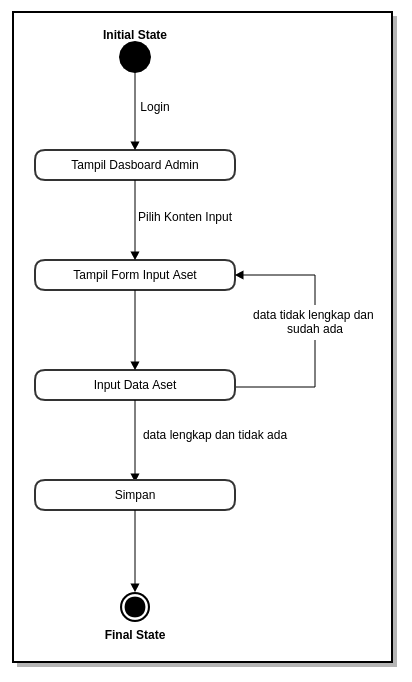 Initial State
Login
Tampil Dasboard Admin
Pilih Konten Input
Tampil Form Input Aset
data tidak lengkap dan
sudah ada
Input Data Aset
data lengkap dan tidak ada
Simpan
Final State